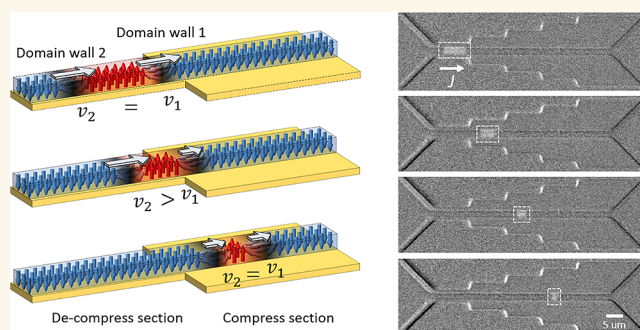 Domain wall 1
Domain wall 2
v₂ = v₁
v₂ > v₁
v₂ = v₁
De-compress section
Compress section
J
5 um